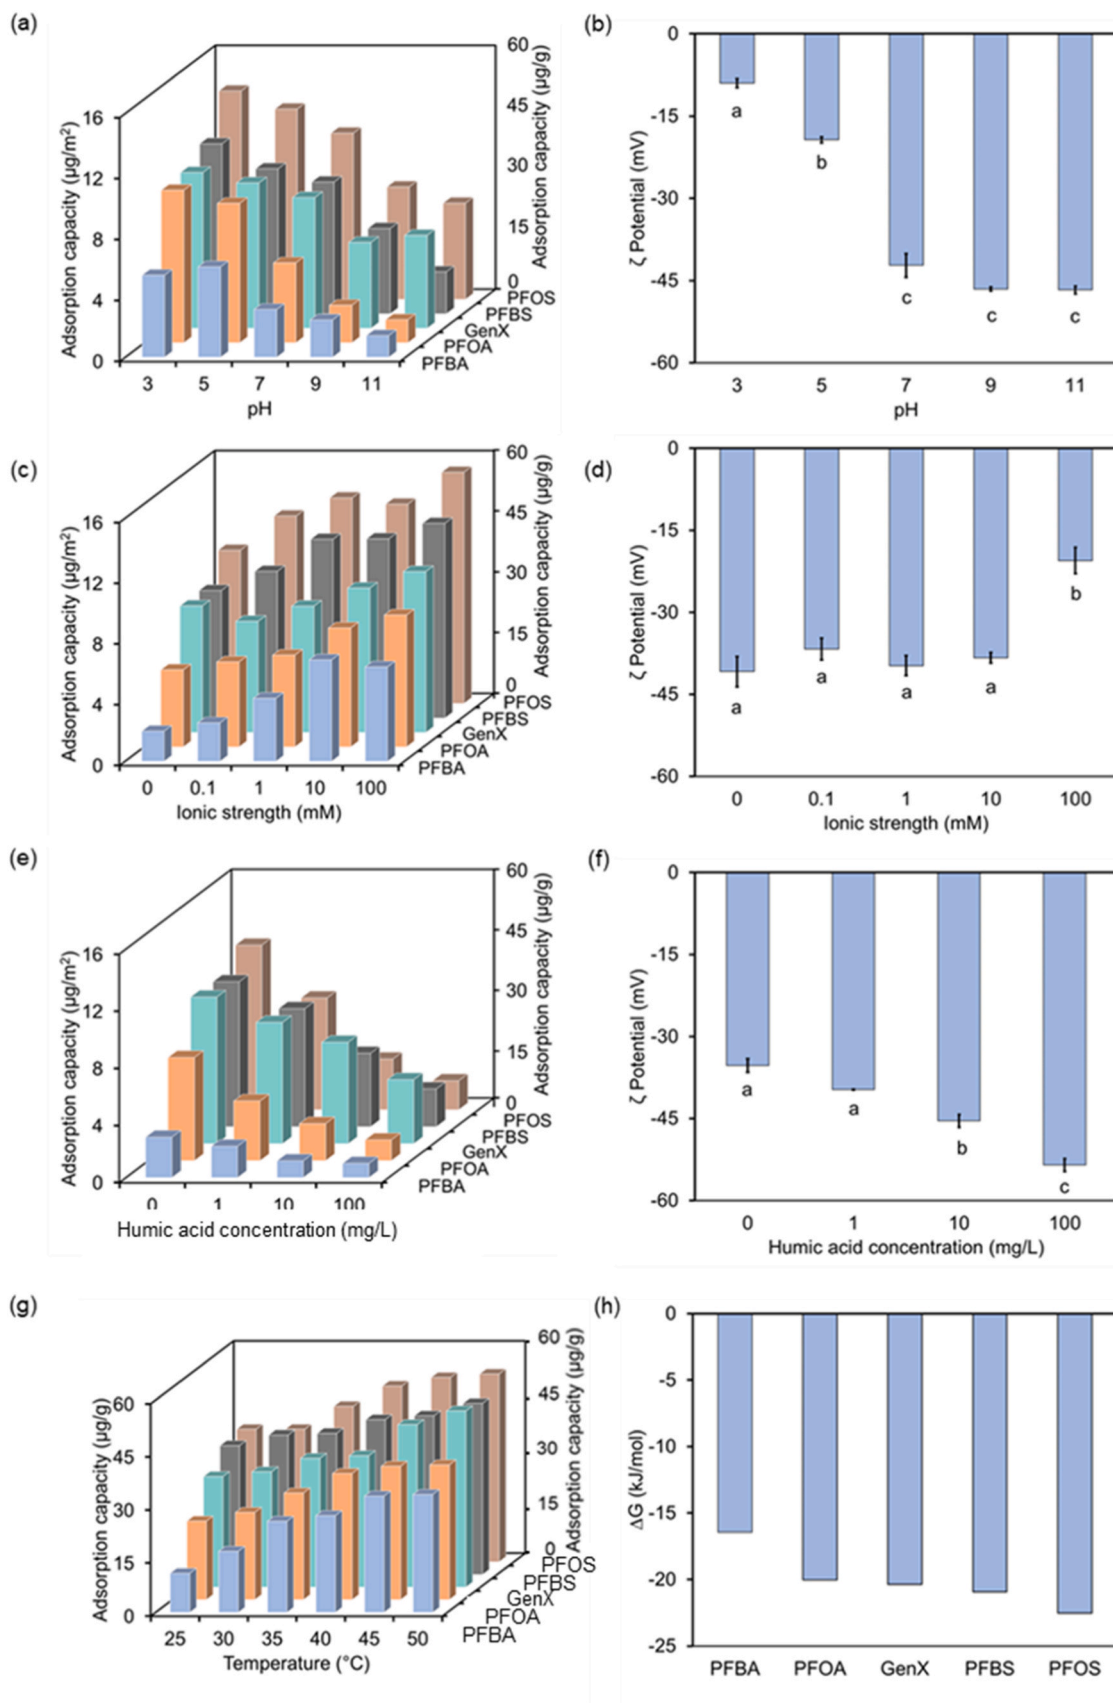 (a)
Adsorption capacity (µg/m²)
16
12
8
4
0
60
45
30
15
0
Adsorption capacity (µg/g)
PFOS
PFBS
GenX
PFOA
PFBA
3 5 7 9 11
pH
(b)
ζ Potential (mV)
0
-15
-30
-45
-60
a
b
c
c
c
3 5 7 9 11
pH
(c)
Adsorption capacity (µg/m²)
16
12
8
4
0
60
45
30
15
0
Adsorption capacity (µg/g)
PFOS
PFBS
GenX
PFOA
PFBA
0 0.1 1 10 100
Ionic strength (mM)
(d)
ζ Potential (mV)
0
-15
-30
-45
-60
a
a
a
a
b
0 0.1 1 10 100
Ionic strength (mM)
(e)
Adsorption capacity (µg/m²)
16
12
8
4
0
60
45
30
15
0
Adsorption capacity (µg/g)
PFOS
PFBS
GenX
PFOA
PFBA
0 1 10 100
Humic acid concentration (mg/L)
(f)
ζ Potential (mV)
0
-15
-30
-45
-60
a
a
b
c
0 1 10 100
Humic acid concentration (mg/L)
(g)
Adsorption capacity (µg/g)
60
45
30
15
0
60
45
30
15
0
Adsorption capacity (µg/g)
PFOS
PFBS
GenX
PFOA
PFBA
25 30 35 40 45 50
Temperature (°C)
(h)
ΔG (kJ/mol)
0
-5
-10
-15
-20
-25
PFBA PFOA GenX PFBS PFOS